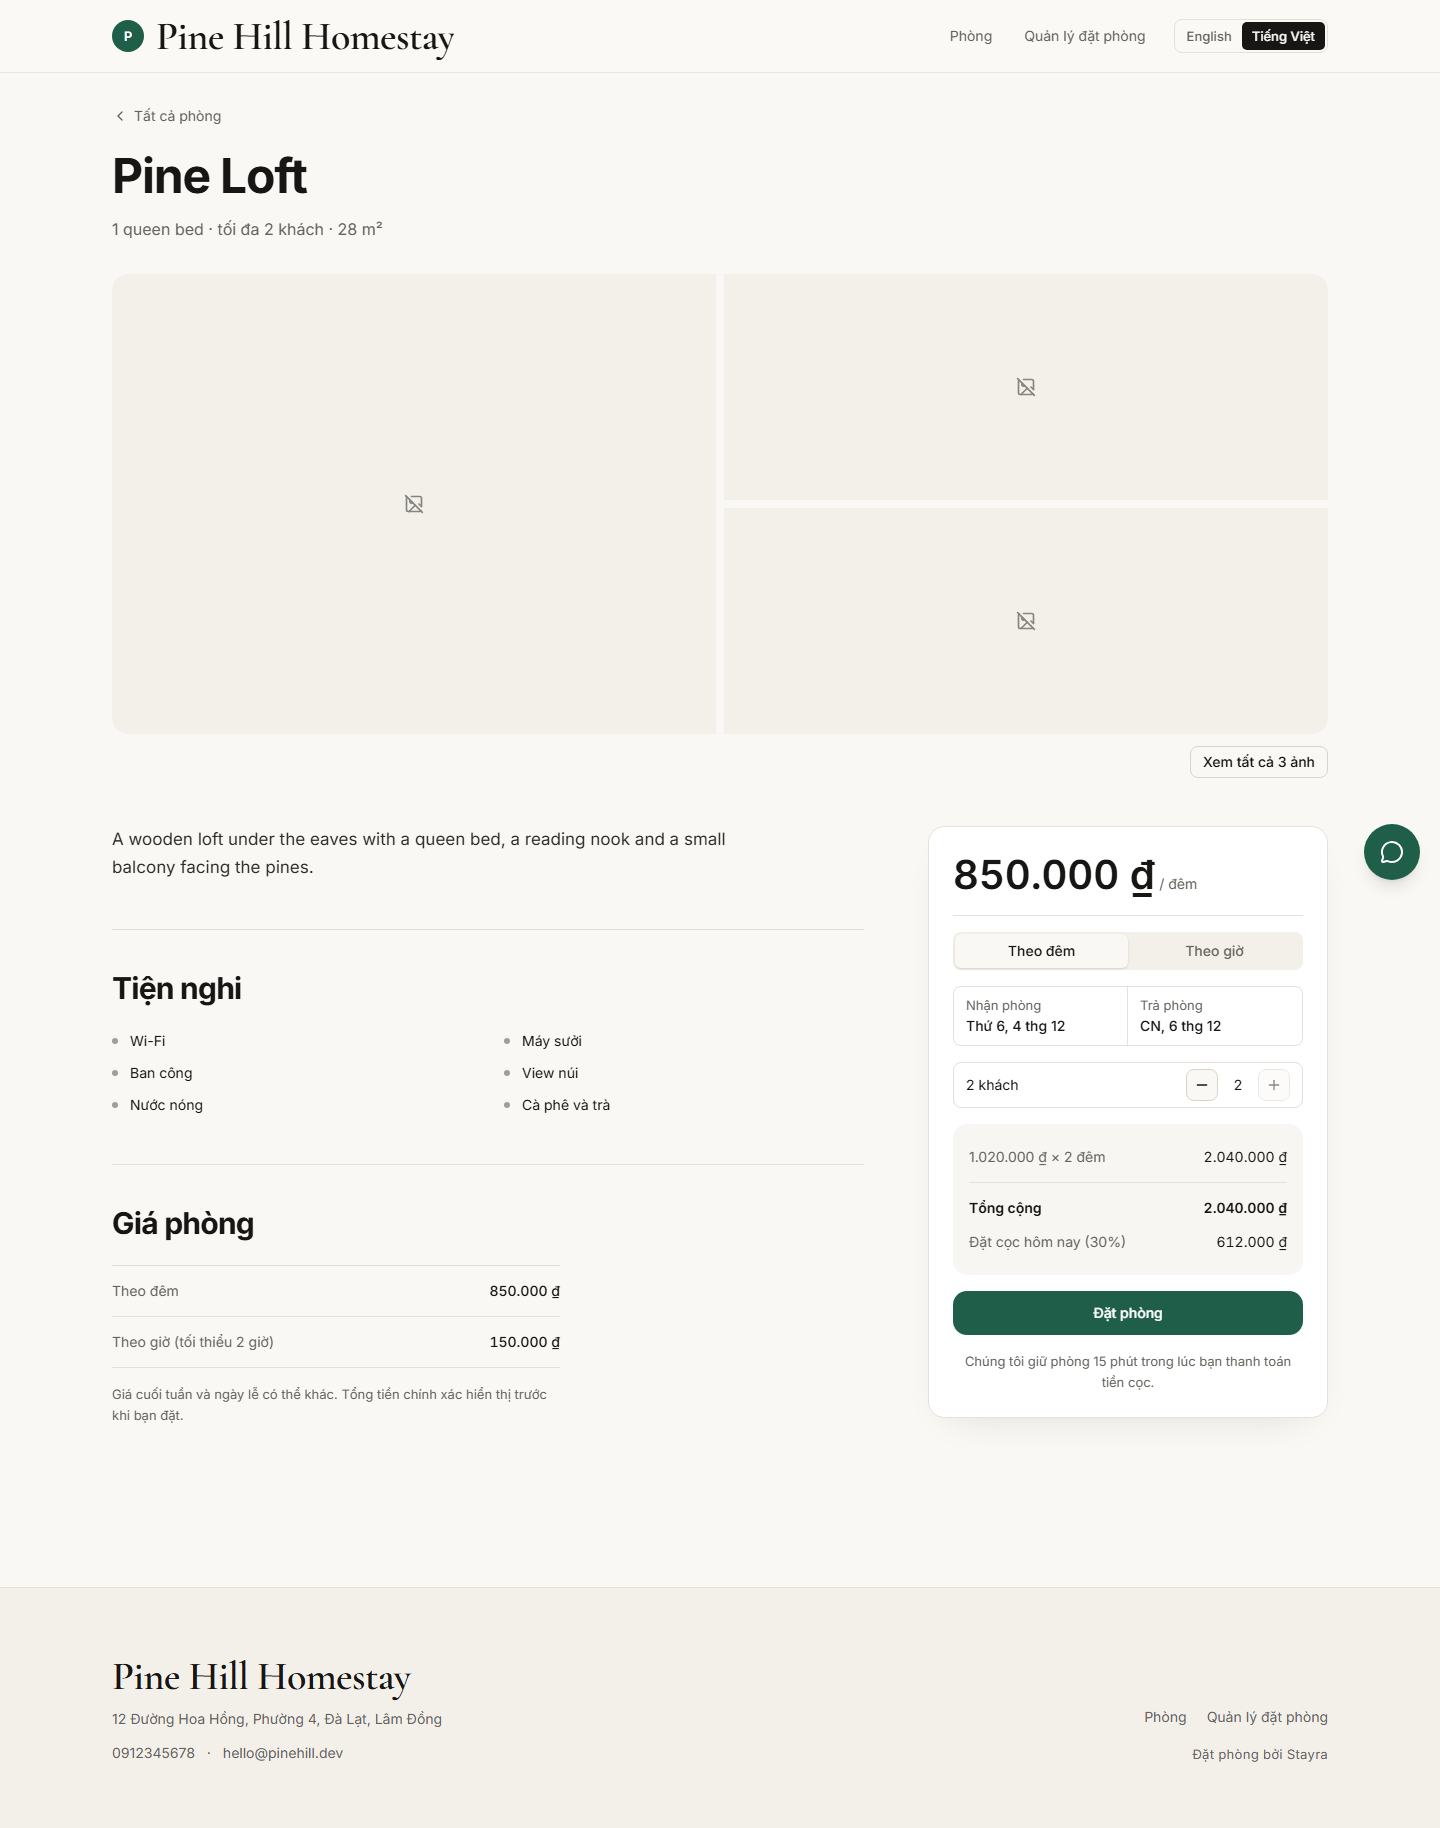 P
Pine Hill Homestay
Phòng
Quản lý đặt phòng
English
Tiếng Việt
Tất cả phòng
Pine Loft
1 queen bed · tối đa 2 khách · 28 m²
Xem tất cả 3 ảnh
A wooden loft under the eaves with a queen bed, a reading nook and a small
balcony facing the pines.
Tiện nghi
Wi-Fi
Máy sưởi
Ban công
View núi
Nước nóng
Cà phê và trà
Giá phòng
Theo đêm 850.000 ₫
Theo giờ (tối thiểu 2 giờ) 150.000 ₫
Giá cuối tuần và ngày lễ có thể khác. Tổng tiền chính xác hiển thị trước
khi bạn đặt.
850.000 ₫ / đêm
Theo đêm
Theo giờ
Nhận phòng
Thứ 6, 4 thg 12
Trả phòng
CN, 6 thg 12
2 khách
2
1.020.000 ₫ × 2 đêm 2.040.000 ₫
Tổng cộng 2.040.000 ₫
Đặt cọc hôm nay (30%) 612.000 ₫
Đặt phòng
Chúng tôi giữ phòng 15 phút trong lúc bạn thanh toán
tiền cọc.
Pine Hill Homestay
12 Đường Hoa Hồng, Phường 4, Đà Lạt, Lâm Đồng
0912345678 · hello@pinehill.dev
Phòng
Quản lý đặt phòng
Đặt phòng bởi Stayra